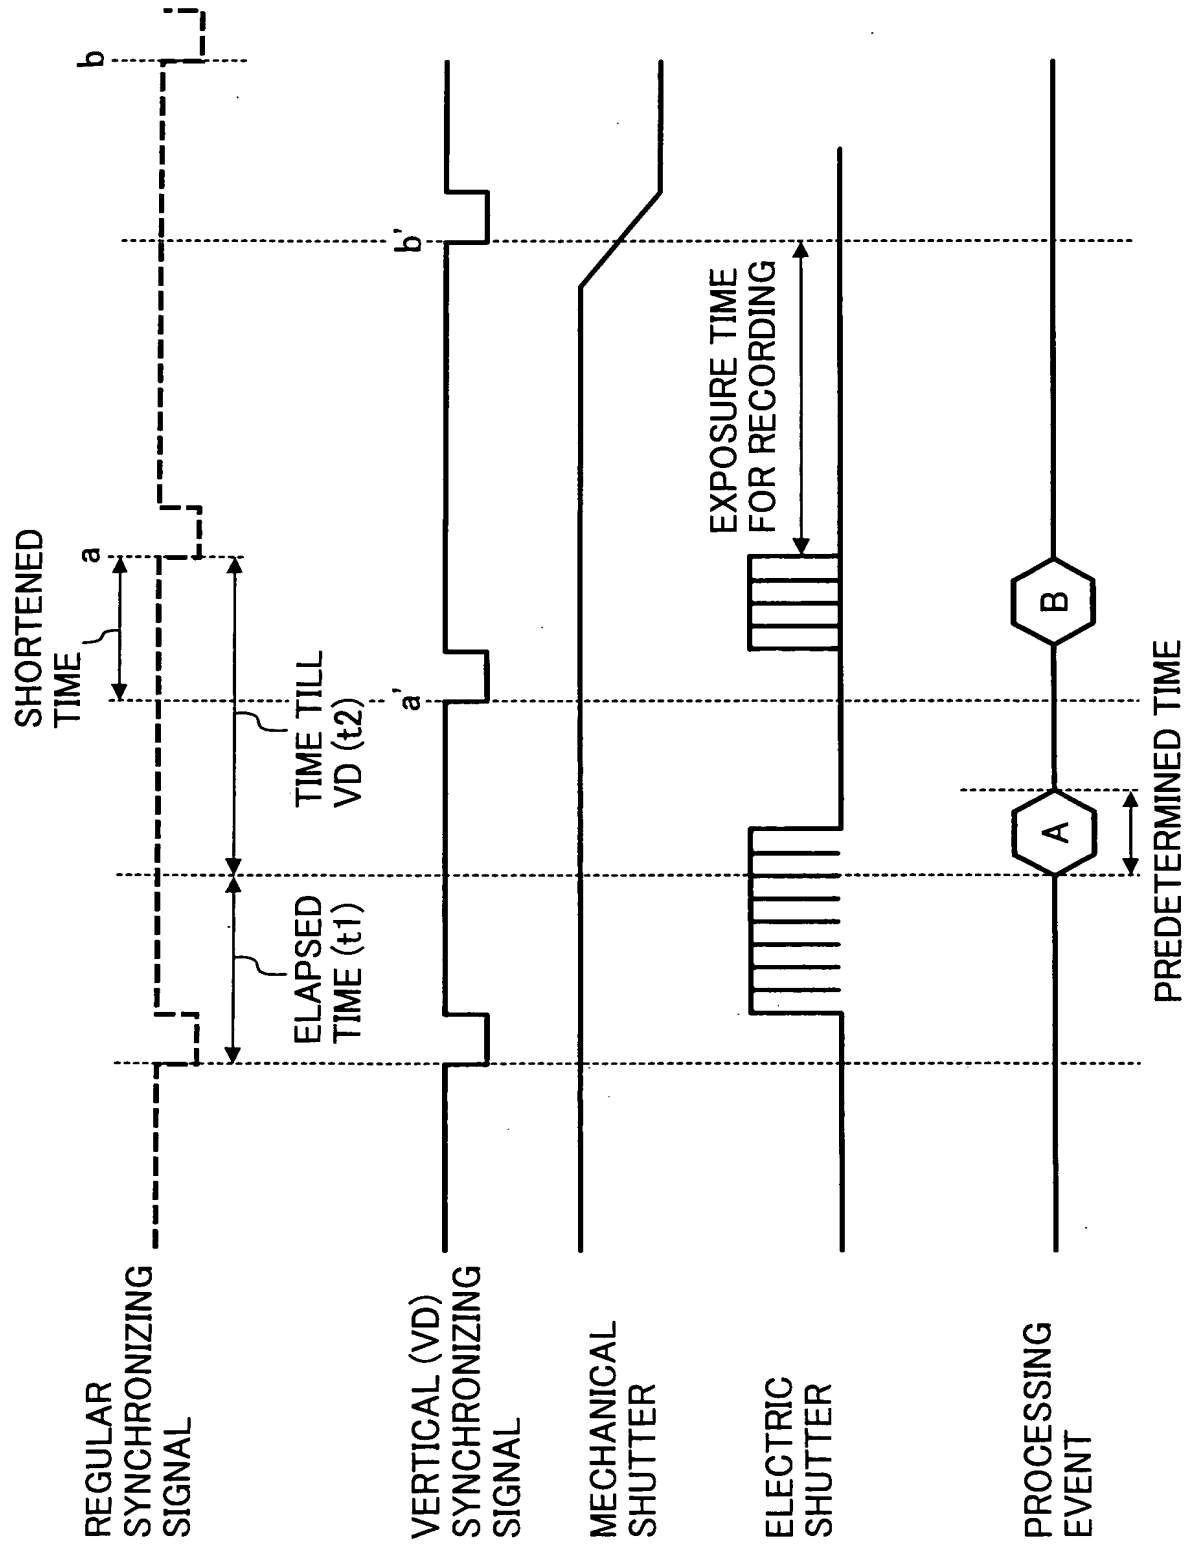 SHORTENED
TIME
a
b
REGULAR
SYNCHRONIZING
SIGNAL
ELAPSED
TIME (t1)
TIME TILL
VD (t2)
a'
b'
VERTICAL (VD)
SYNCHRONIZING
SIGNAL
MECHANICAL
SHUTTER
EXPOSURE TIME
FOR RECORDING
ELECTRIC
SHUTTER
A
B
PROCESSING
EVENT
PREDETERMINED TIME